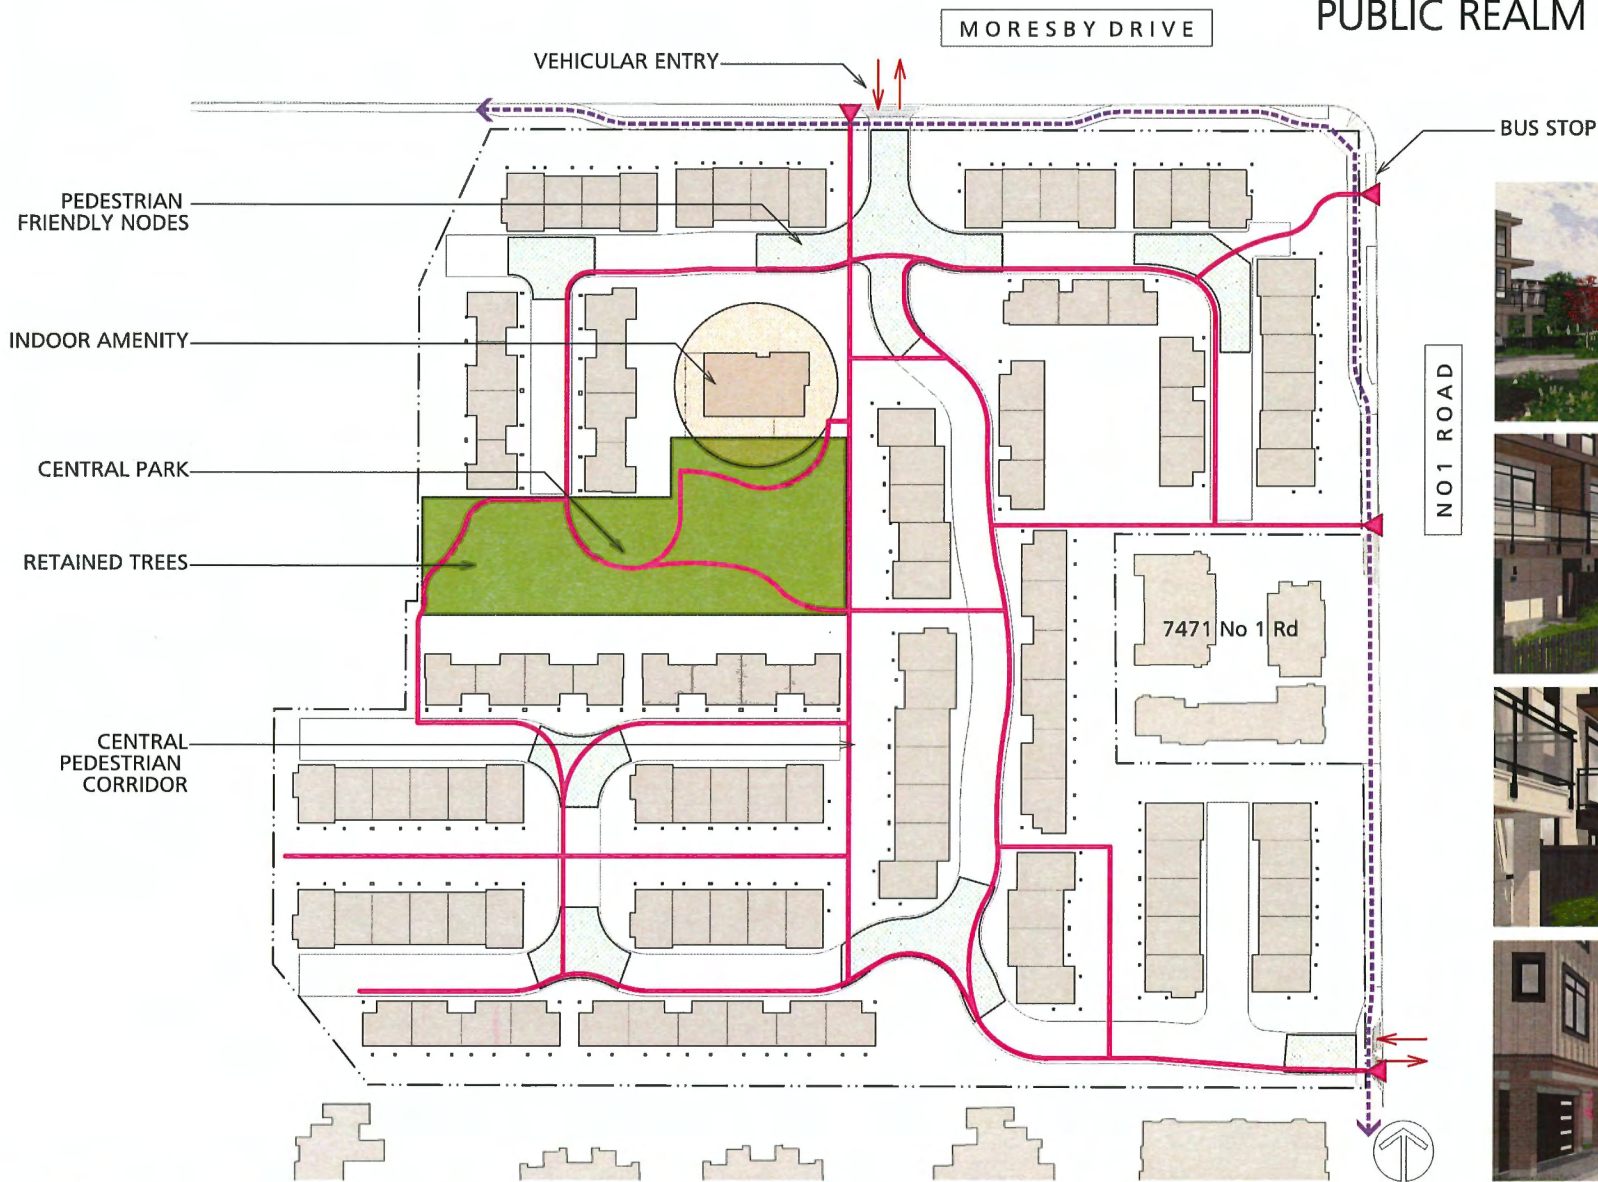 PUBLIC REALM
MORESBY DRIVE
VEHICULAR ENTRY
BUS STOP
PEDESTRIAN
FRIENDLY NODES
INDOOR AMENITY
NO1 ROAD
CENTRAL PARK
RETAINED TREES
7471 No 1 Rd
CENTRAL
PEDESTRIAN
CORRIDOR